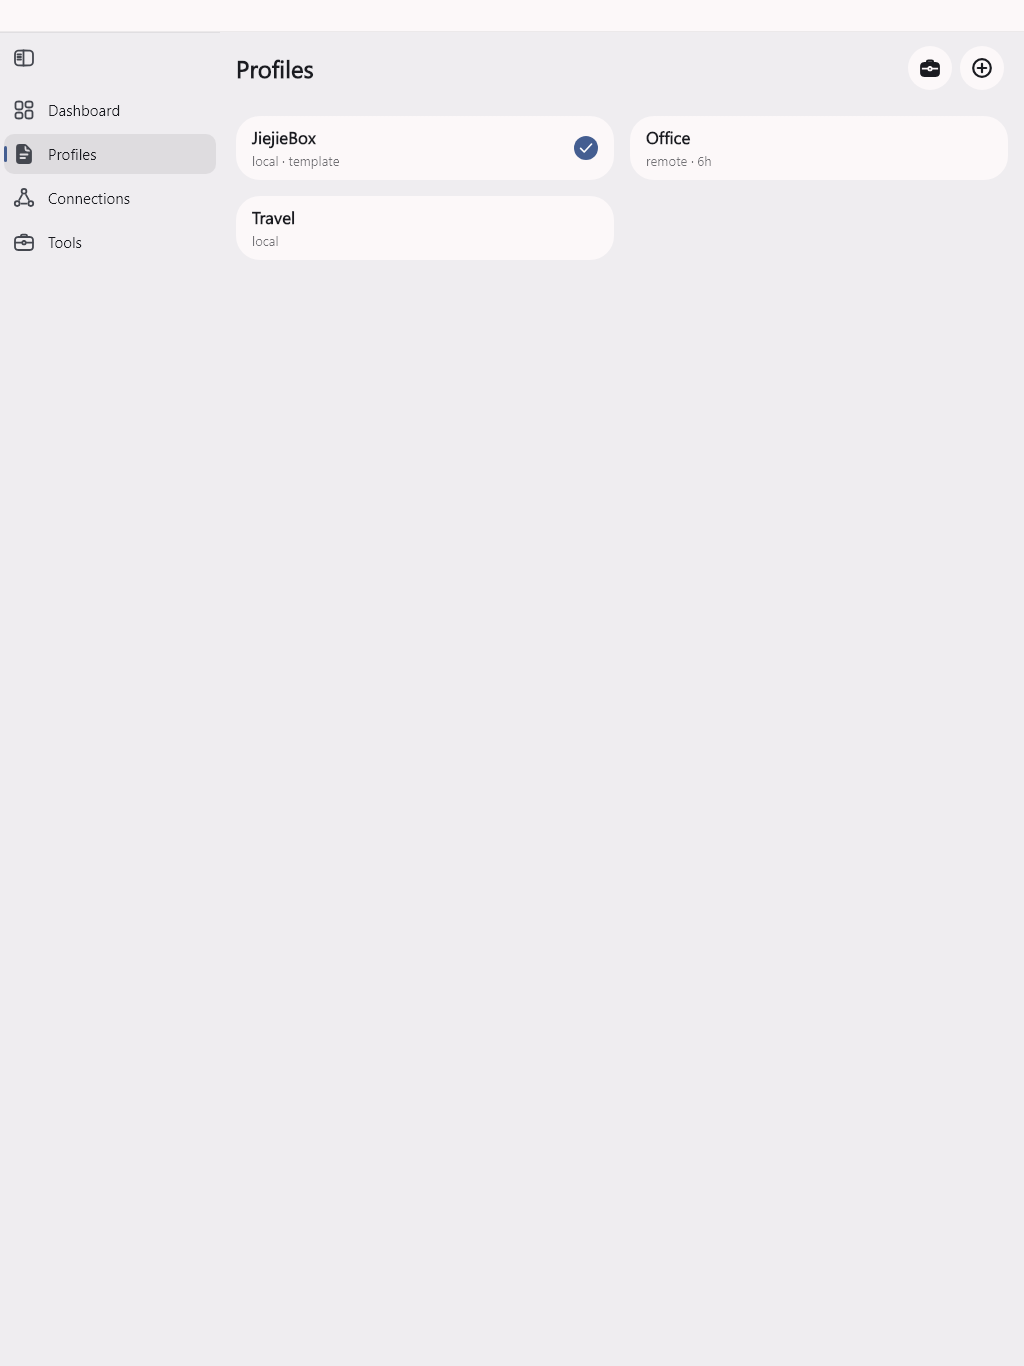 Profiles
Dashboard
Profiles
Connections
Tools
JiejieBox
local · template
Office
remote · 6h
Travel
local